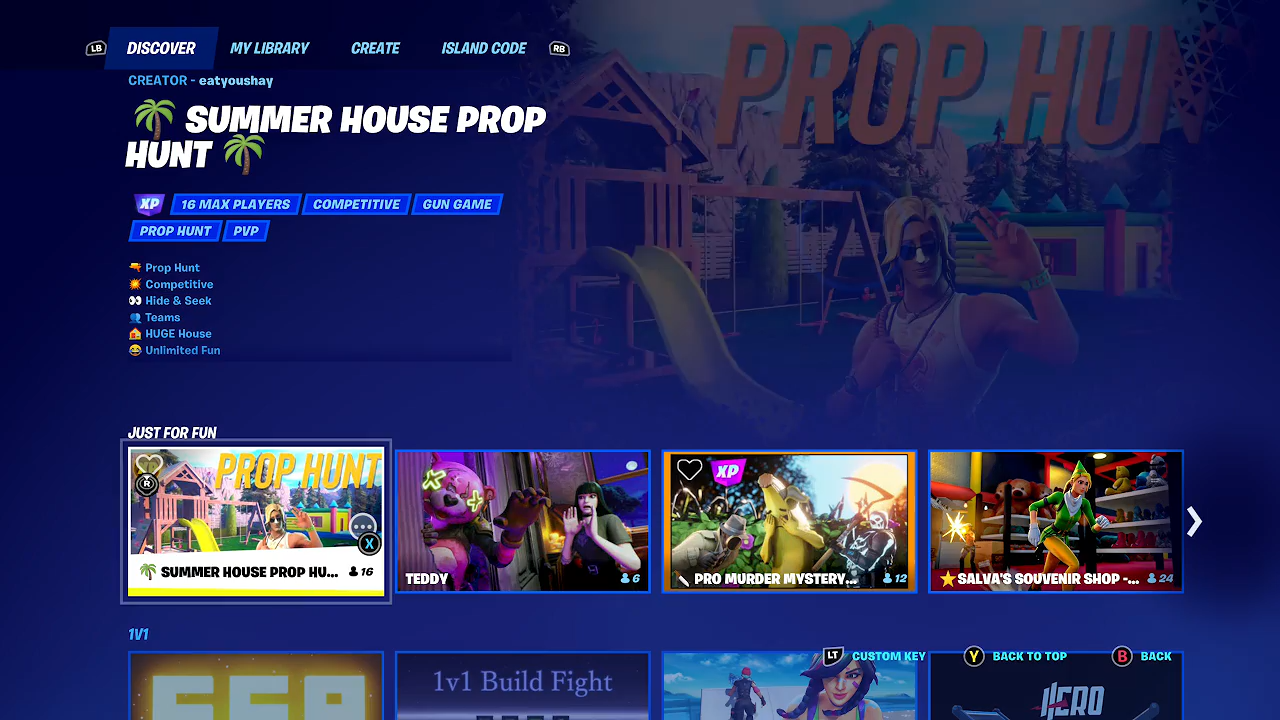 LB DISCOVER MY LIBRARY CREATE ISLAND CODE RB
CREATOR - eatyoushay
SUMMER HOUSE PROP
HUNT
XP 16 MAX PLAYERS COMPETITIVE GUN GAME
PROP HUNT PVP
Prop Hunt
Competitive
Hide & Seek
Teams
HUGE House
Unlimited Fun
PROP HUN
JUST FOR FUN
PROP HUNT
R
X
SUMMER HOUSE PROP HU... 16
TEDDY 6
XP
PRO MURDER MYSTERY... 12
SALVA'S SOUVENIR SHOP -... 24
1V1
LT CUSTOM KEY Y BACK TO TOP B BACK
1v1 Build Fight
HERO